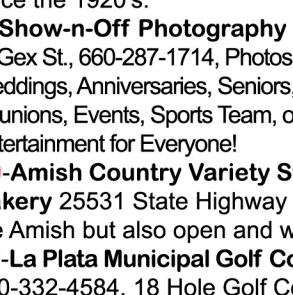 ce the 1920's.
Show-n-Off Photography
Gex St., 660-287-1714, Photos
eddings, Anniversaries, Seniors,
unions, Events, Sports Team, o
tertainment for Everyone!
-Amish Country Variety S
kery 25531 State Highway
e Amish but also open and w
-La Plata Municipal Golf Co
0-332-4584. 18 Hole Golf Co